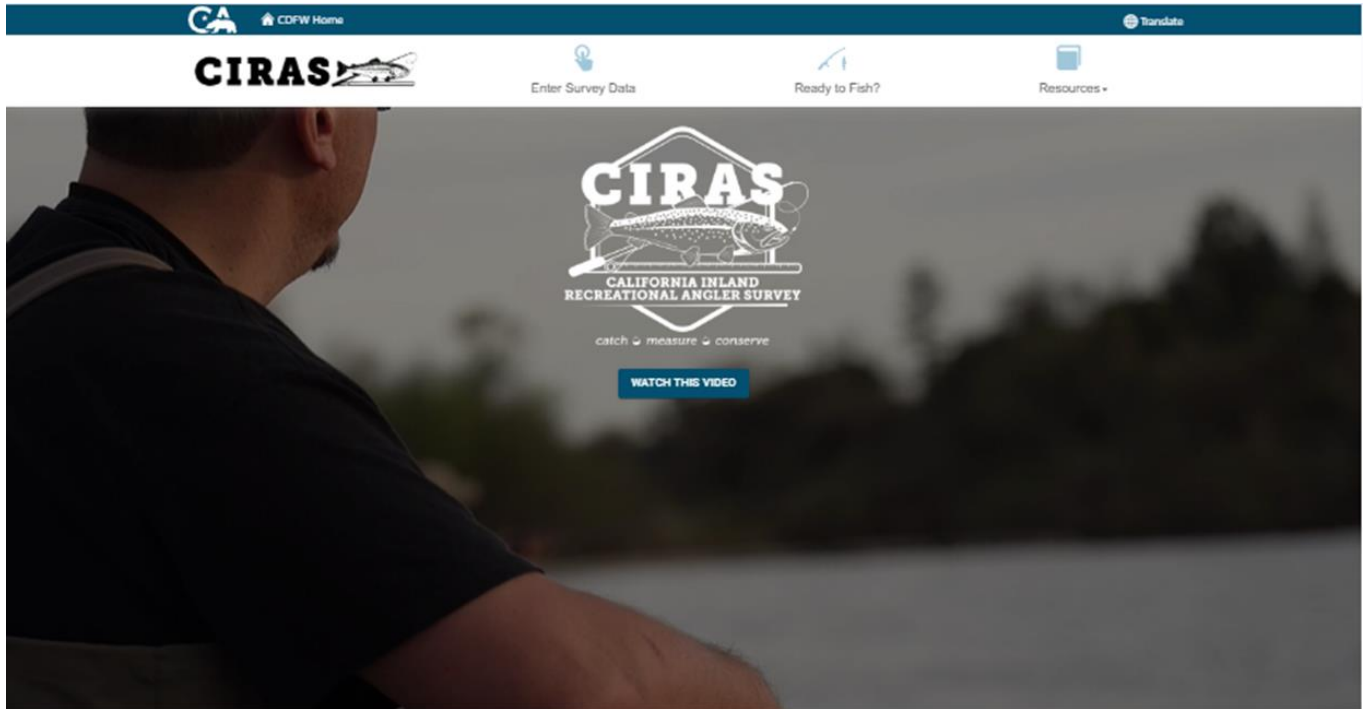 CA
CDFW Home
Translate
CIRAS
Enter Survey Data
Ready to Fish?
Resources
CIRAS
CALIFORNIA INLAND
RECREATIONAL ANGLER SURVEY
catch measure conserve
WATCH THIS VIDEO